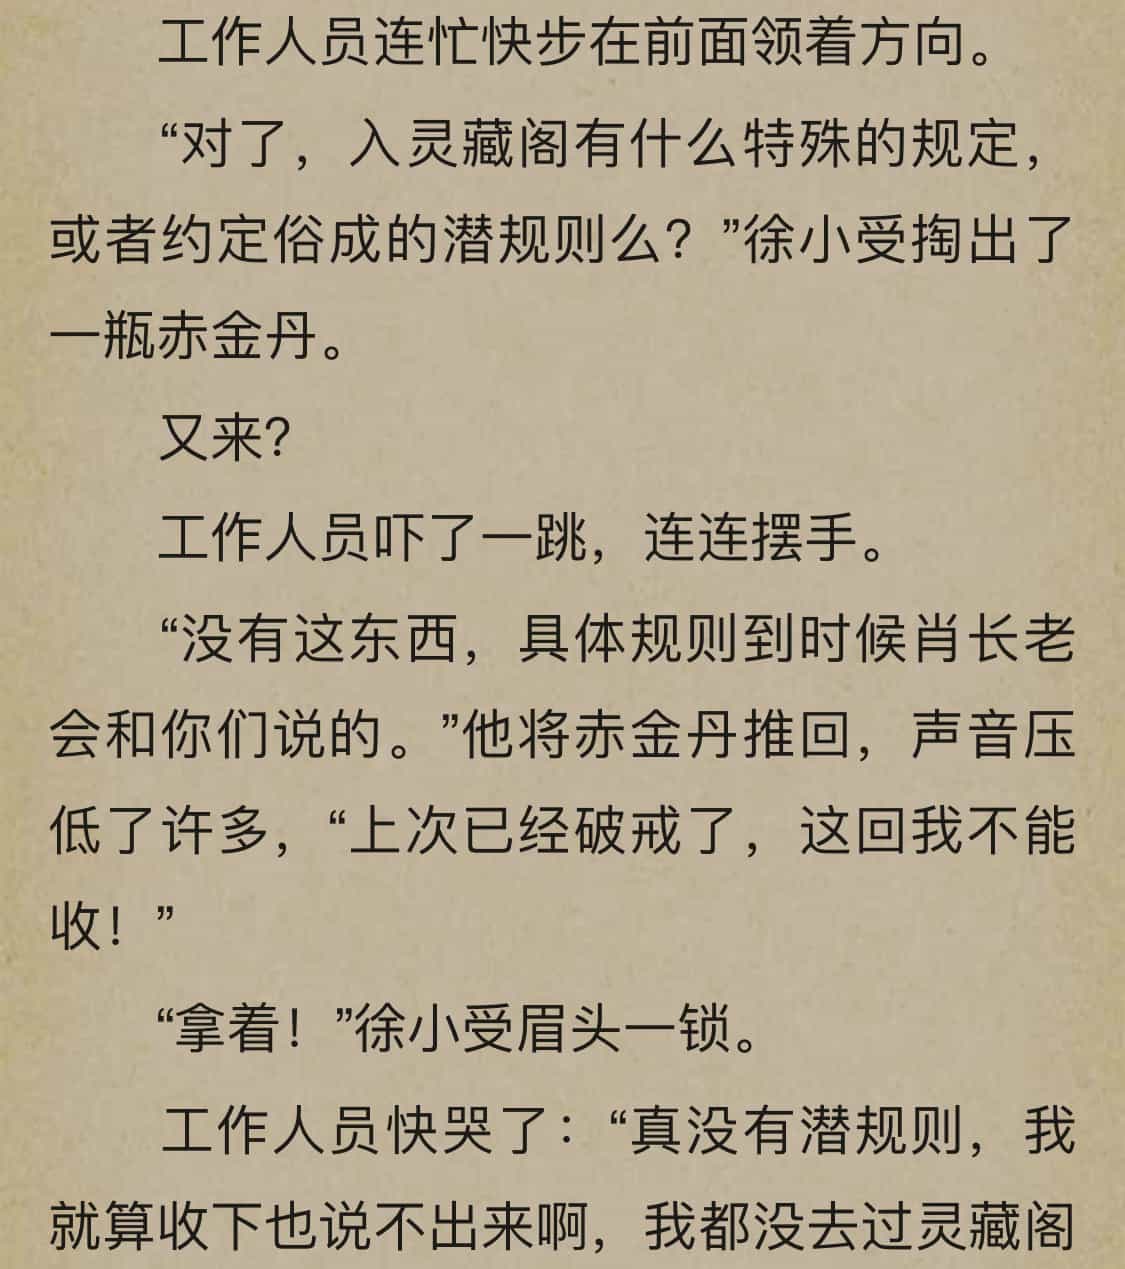 工作人员连忙快步在前面领着方向。
“对了，入灵藏阁有什么特殊的规定，
或者约定俗成的潜规则么？”徐小受掏出了
一瓶赤金丹。
又来？
工作人员吓了一跳，连连摆手。
“没有这东西，具体规则到时候肖长老
会和你们说的。”他将赤金丹推回，声音压
低了许多，“上次已经破戒了，这回我不能
收！”
“拿着！”徐小受眉头一锁。
工作人员快哭了：“真没有潜规则，我
就算收下也说不出来啊，我都没去过灵藏阁